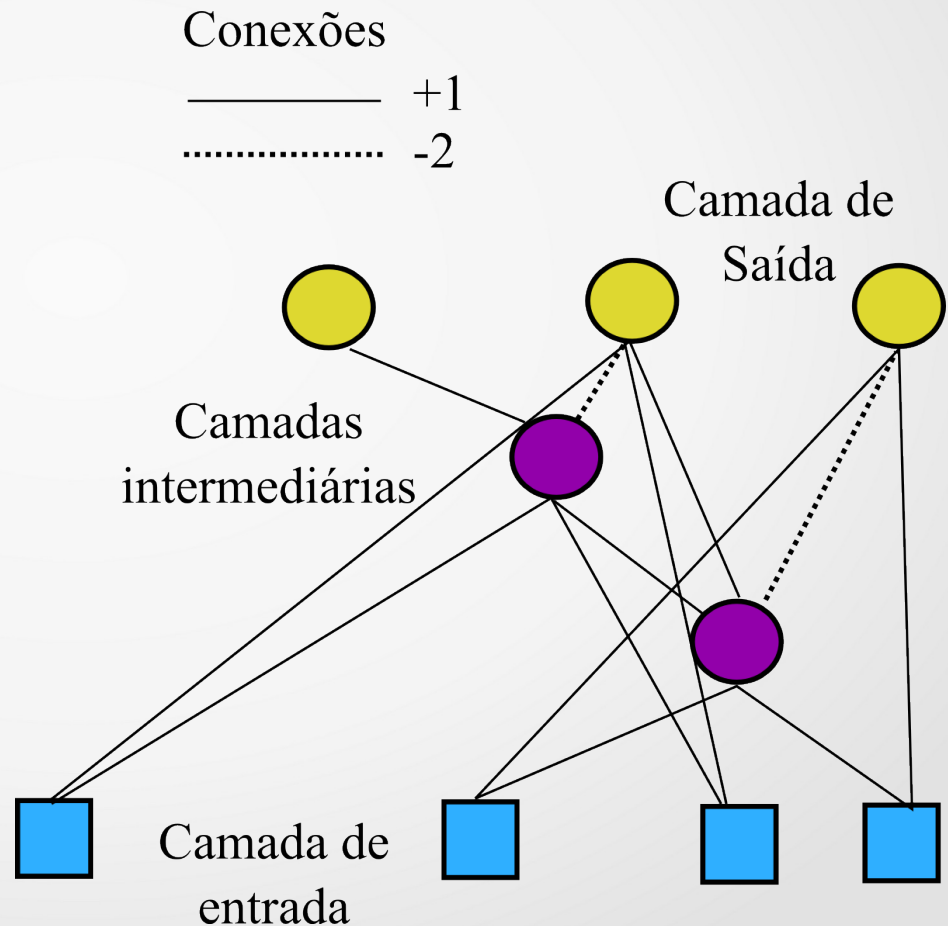 Conexões
+1
-2
Camada de
Saída
Camadas
intermediárias
Camada de
entrada